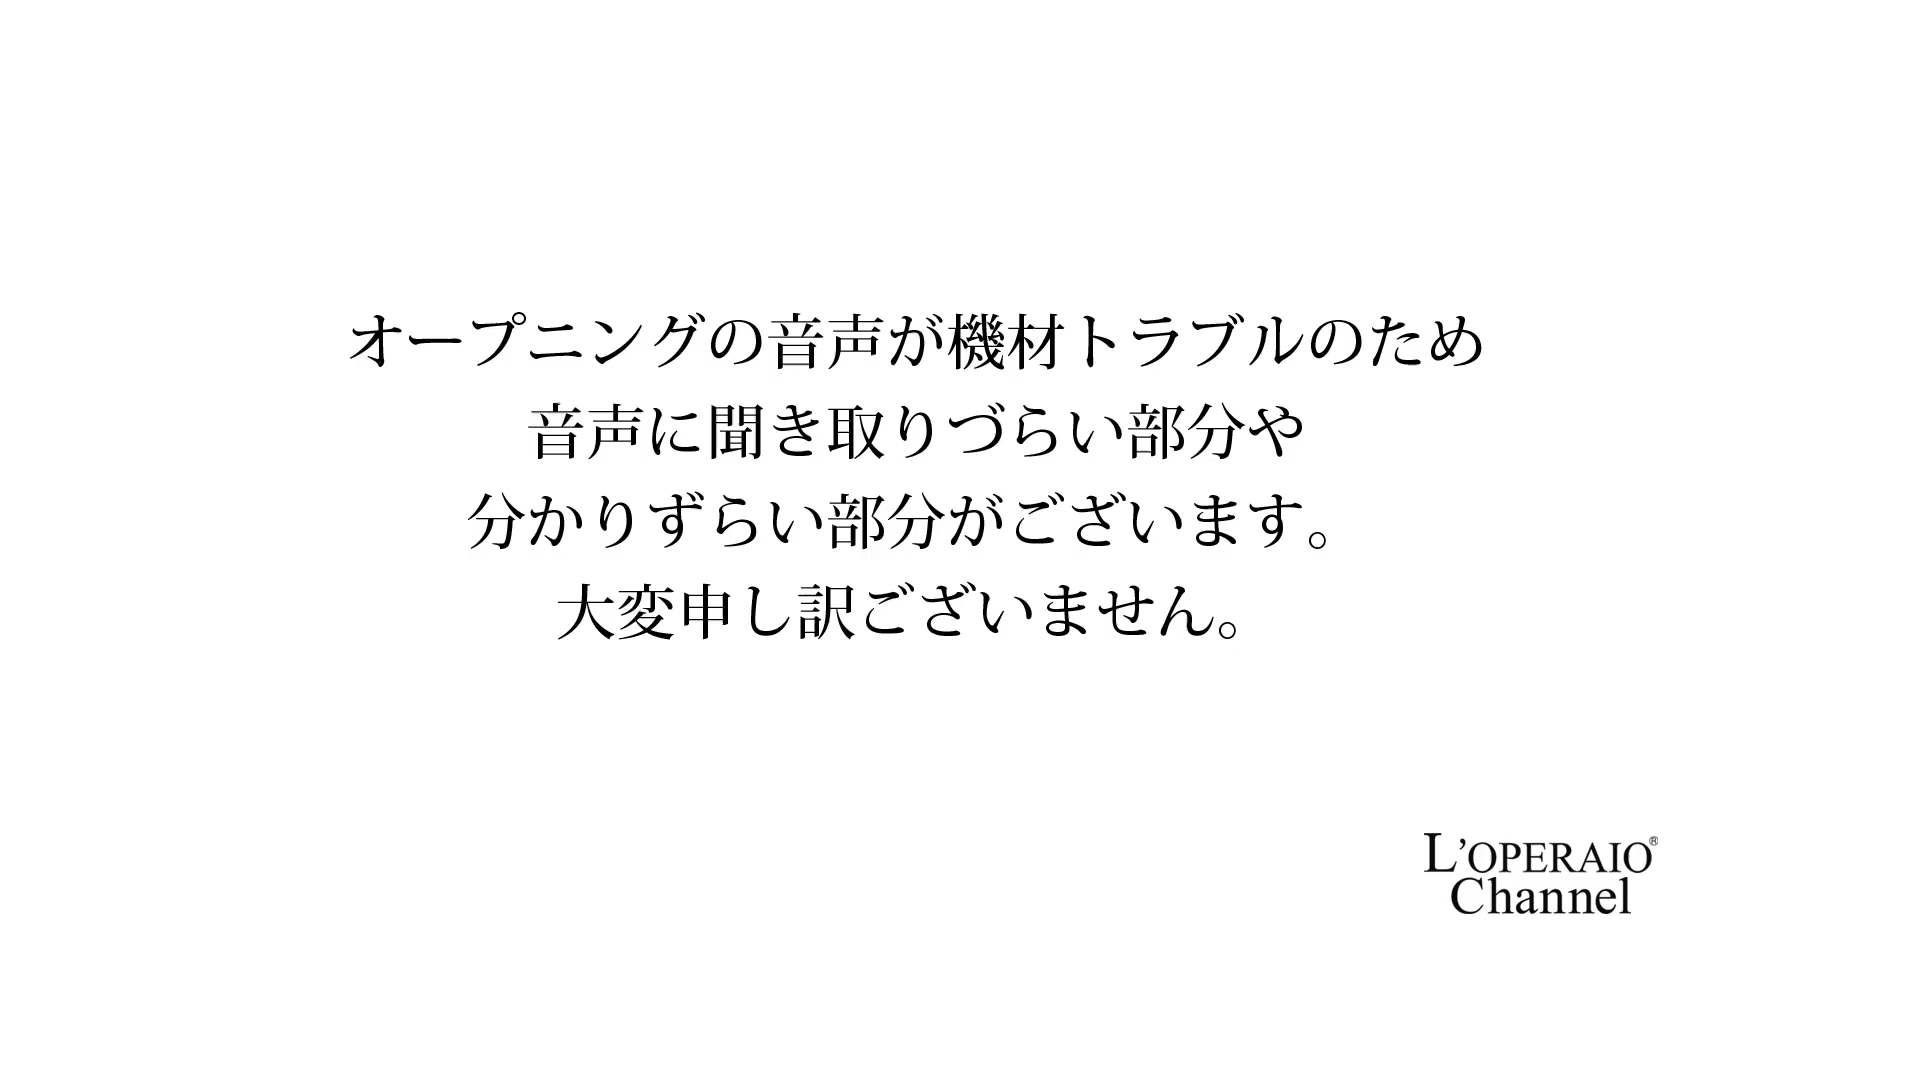 オープニングの音声が機材トラブルのため
音声に聞き取りづらい部分や
分かりずらい部分がございます。
大変申し訳ございません。
L'OPERAIO®
Channel